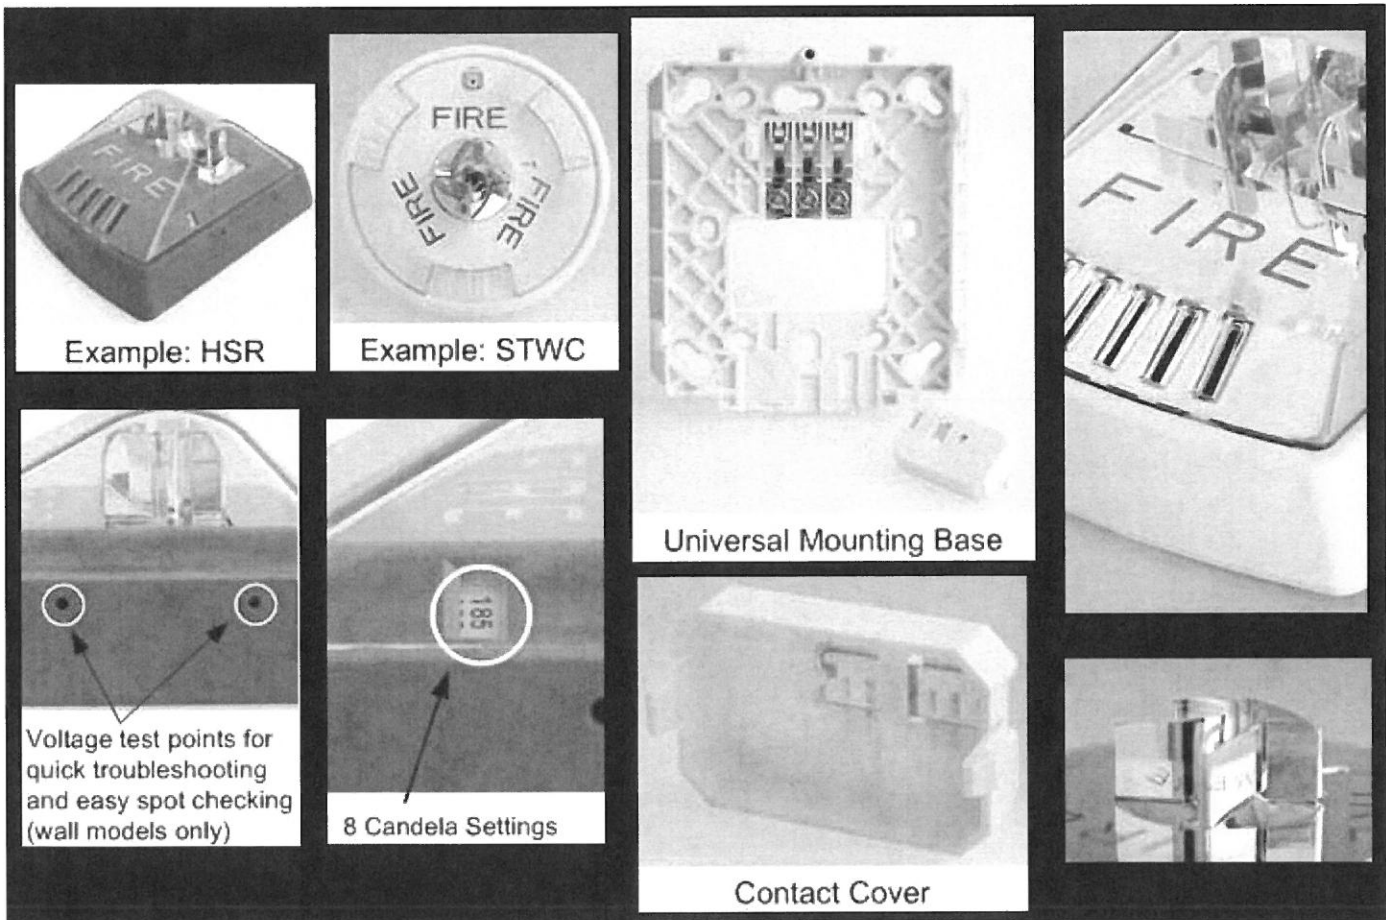 FIRE
Example: HSR
FIRE
FIRE
FIRE
Example: STWC
Universal Mounting Base
FIRE
Voltage test points for
quick troubleshooting
and easy spot checking
(wall models only)
185
8 Candela Settings
Contact Cover